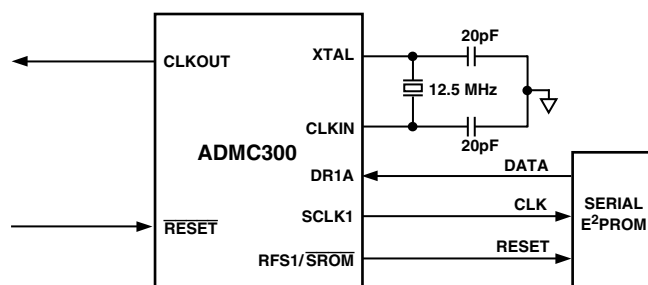 20pF
XTAL
CLKOUT
12.5 MHz
CLKIN
ADMC300
20pF
DATA
DR1A
SERIAL
E²PROM
CLK
SCLK1
RESET
RESET
RFS1/SROM